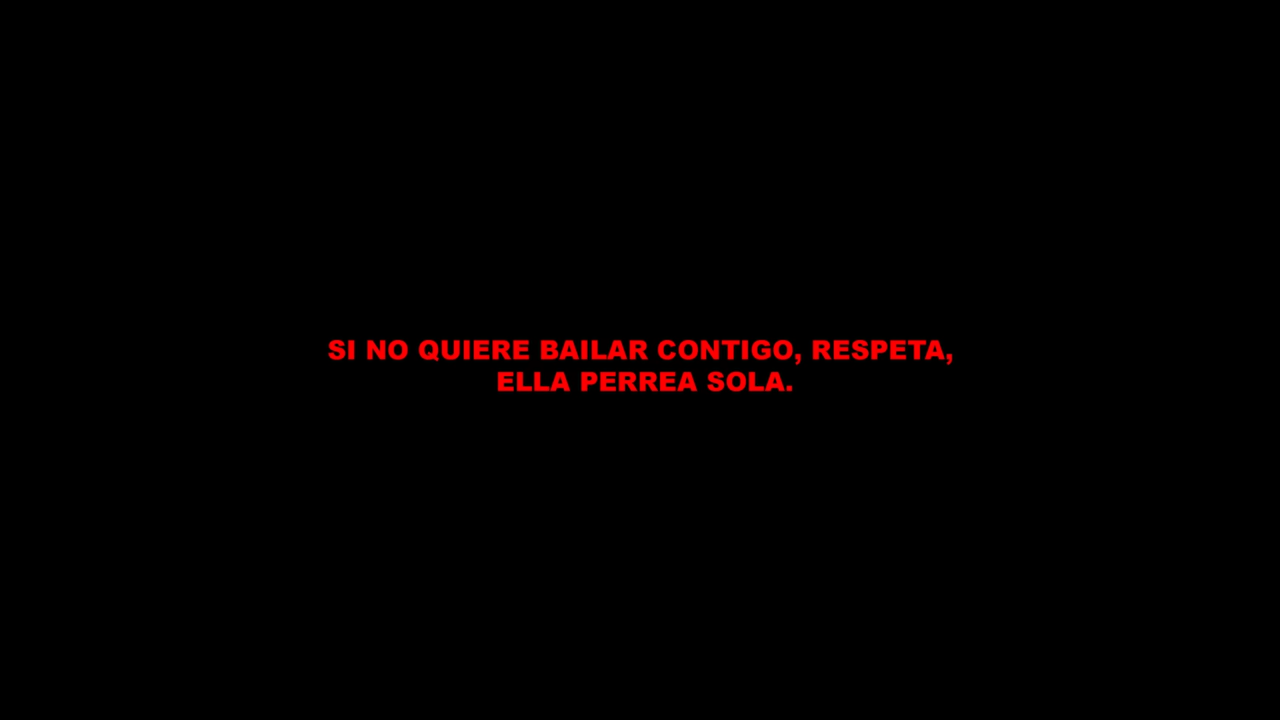 SI NO QUIERE BAILAR CONTIGO, RESPETA,
ELLA PERREA SOLA.